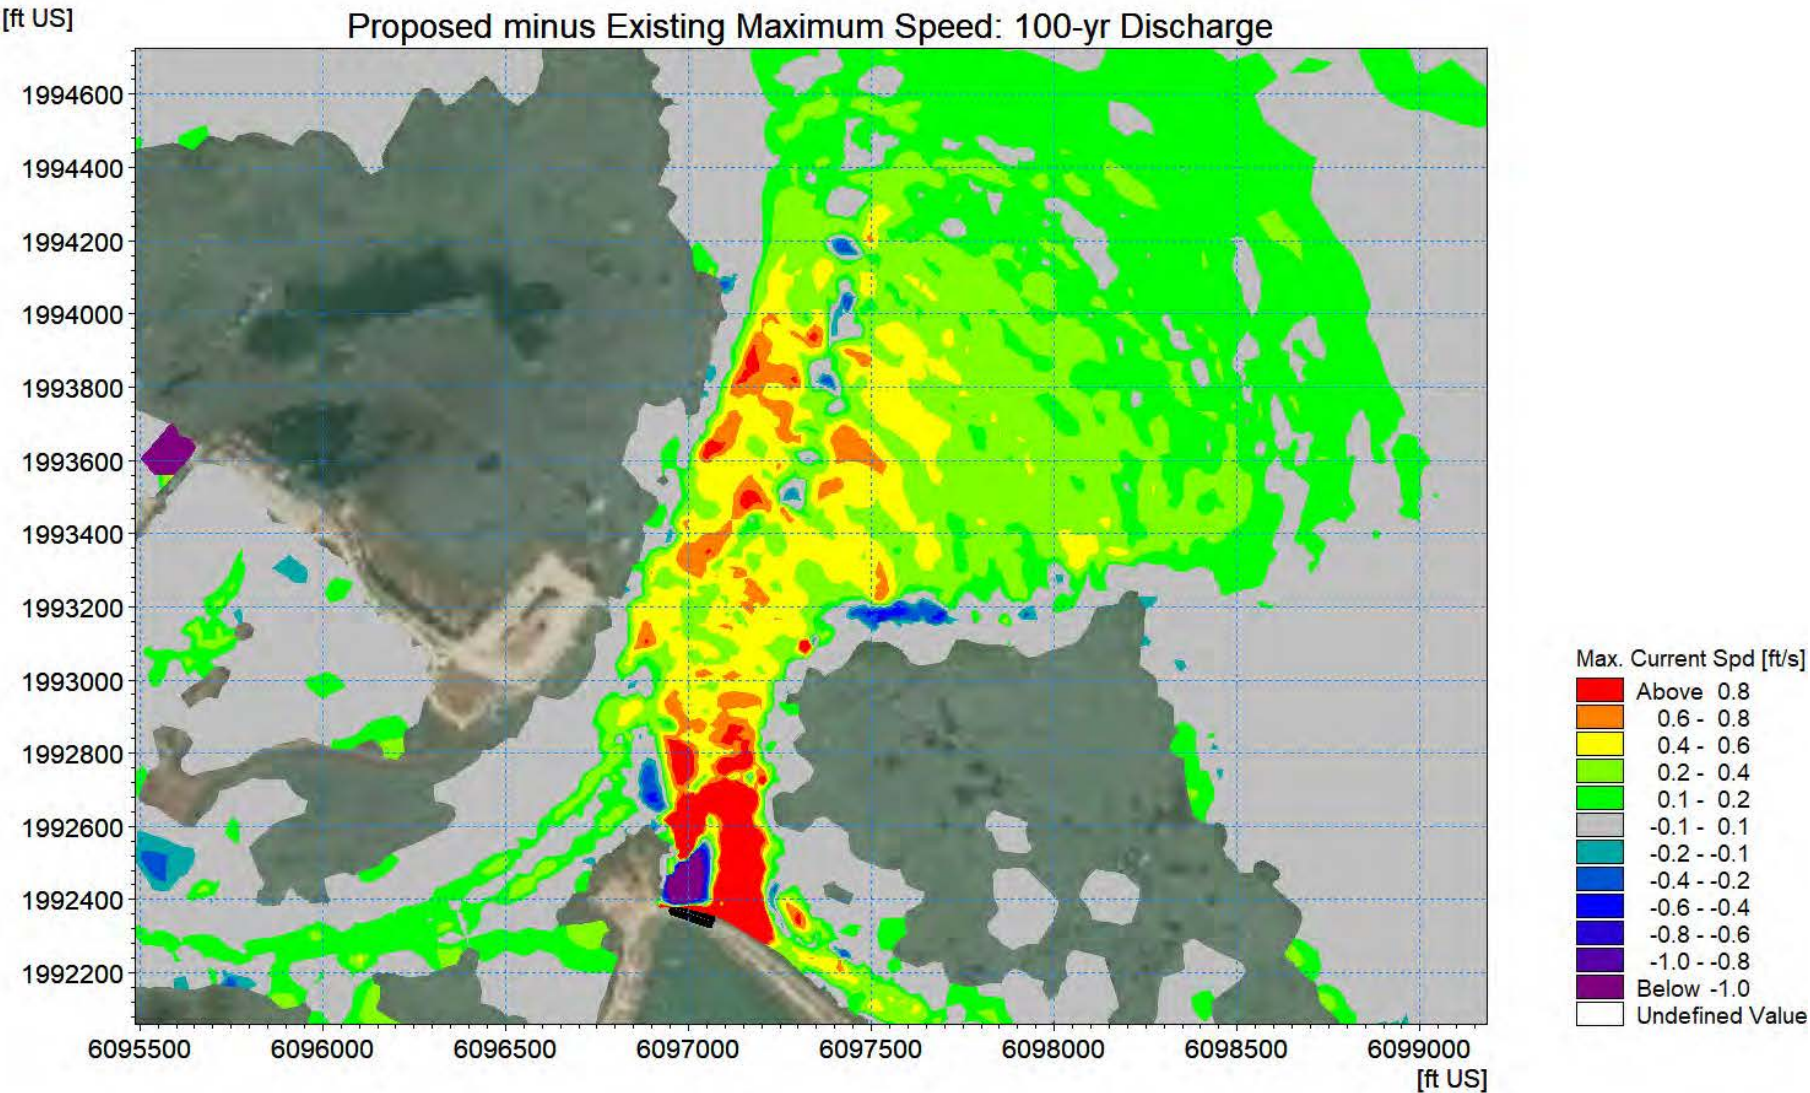 [ft US]
Proposed minus Existing Maximum Speed: 100-yr Discharge
1994600
1994400
1994200
1994000
1993800
1993600
1993400
1993200
1993000
1992800
1992600
1992400
1992200
6095500 6096000 6096500 6097000 6097500 6098000 6098500 6099000
[ft US]
Max. Current Spd [ft/s]
Above 0.8
0.6 - 0.8
0.4 - 0.6
0.2 - 0.4
0.1 - 0.2
-0.1 - 0.1
-0.2 - -0.1
-0.4 - -0.2
-0.6 - -0.4
-0.8 - -0.6
-1.0 - -0.8
Below -1.0
Undefined Value